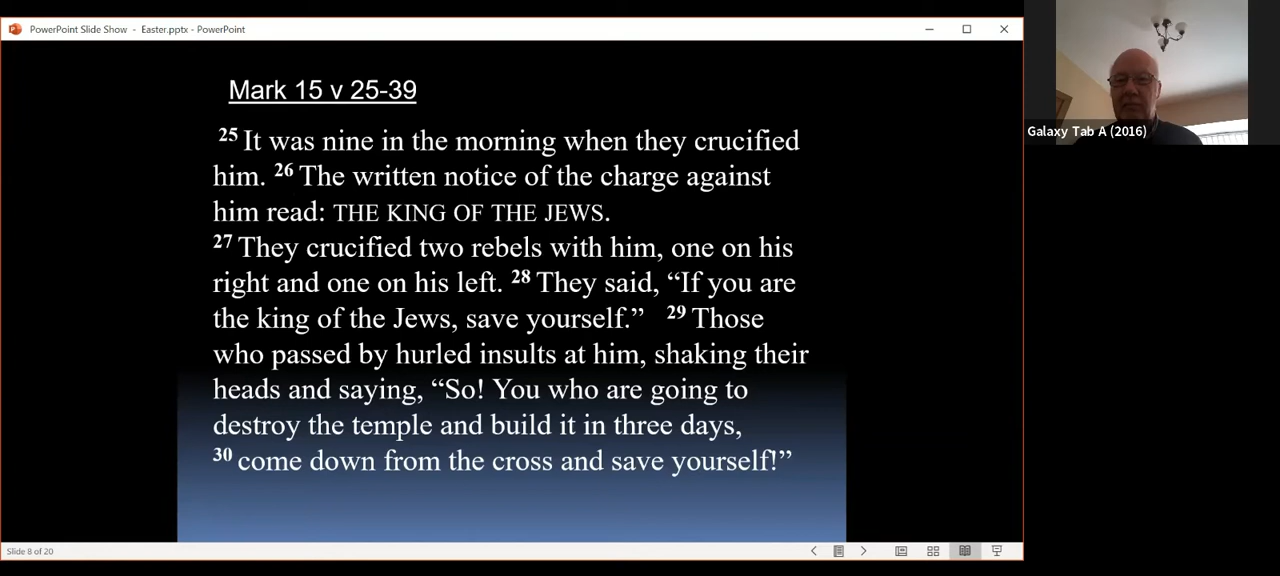 PowerPoint Slide Show - Easter.pptx - PowerPoint
Mark 15 v 25-39
25 It was nine in the morning when they crucified
him. 26 The written notice of the charge against
him read: THE KING OF THE JEWS.
27 They crucified two rebels with him, one on his
right and one on his left. 28 They said, “If you are
the king of the Jews, save yourself.” 29 Those
who passed by hurled insults at him, shaking their
heads and saying, “So! You who are going to
destroy the temple and build it in three days,
30 come down from the cross and save yourself!”
Slide 8 of 20
Galaxy Tab A (2016)